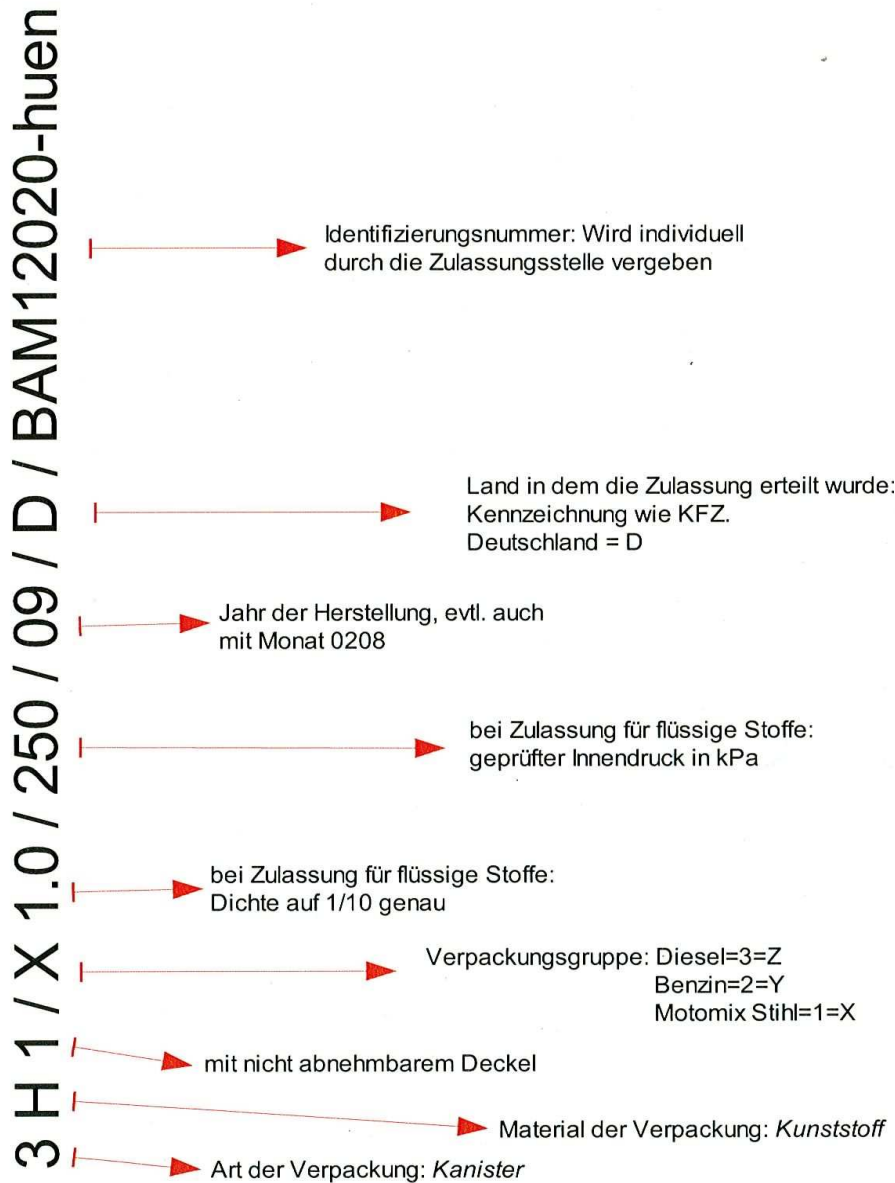 3 H 1 / X 1.0 / 250 / 09 / D / BAM12020-huen
Identifizierungsnummer: Wird individuell
durch die Zulassungsstelle vergeben
Land in dem die Zulassung erteilt wurde:
Kennzeichnung wie KFZ.
Deutschland = D
Jahr der Herstellung, evtl. auch
mit Monat 0208
bei Zulassung für flüssige Stoffe:
geprüfter Innendruck in kPa
bei Zulassung für flüssige Stoffe:
Dichte auf 1/10 genau
Verpackungsgruppe: Diesel=3=Z
Benzin=2=Y
Motomix Stihl=1=X
mit nicht abnehmbarem Deckel
Material der Verpackung: Kunststoff
Art der Verpackung: Kanister